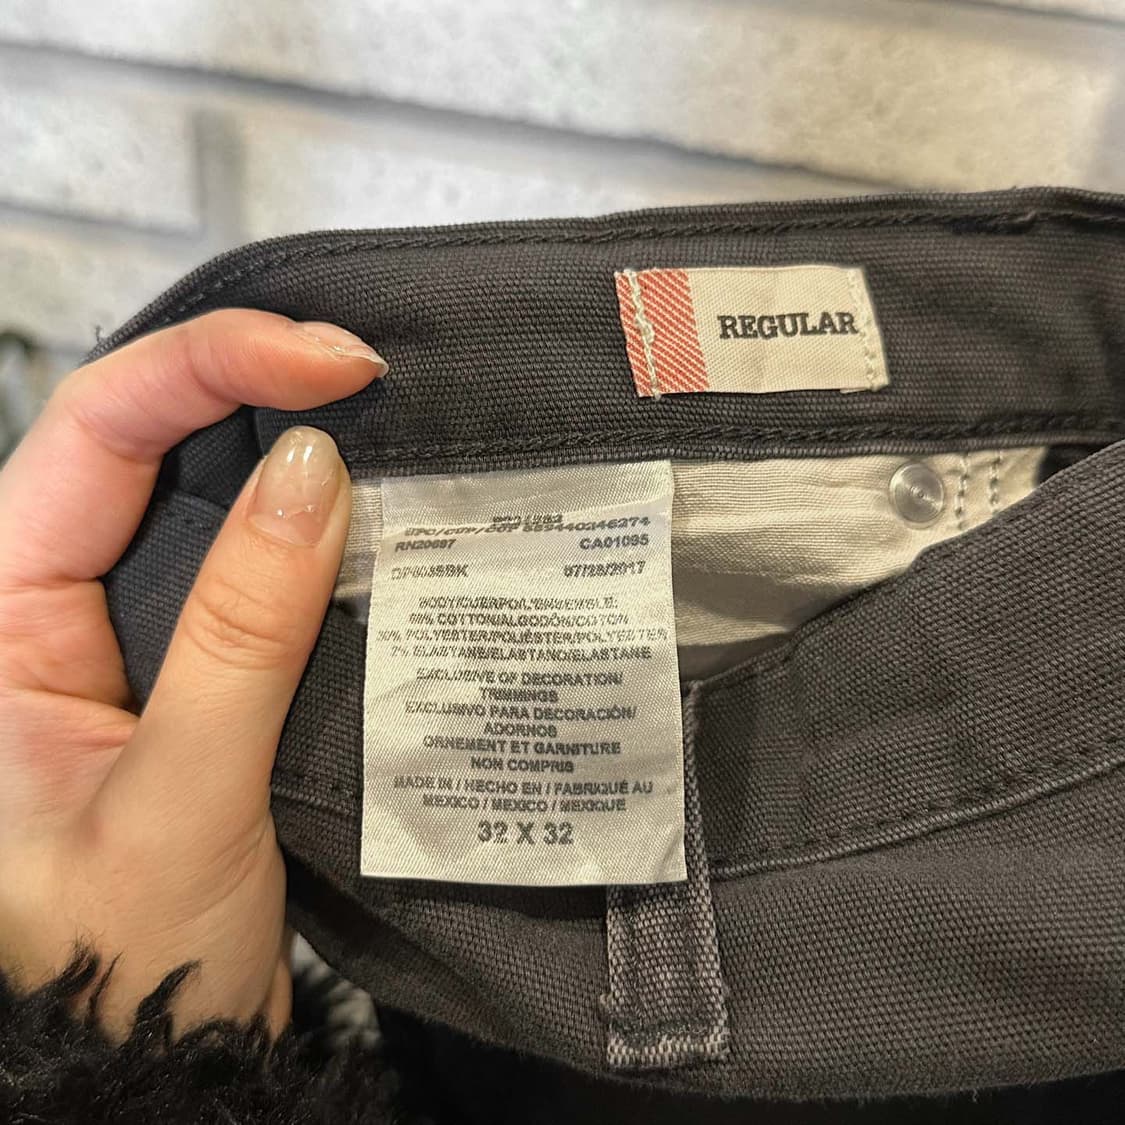 REGULAR
RN20697 CA01095
07/28/2017
BODY/CUERPO/L'ENSEMBLE:
COTTON/ALGODÓN/COTON
POLYESTER/POLIÉSTER/POLYESTER
ELASTANE/ELASTANO/ELASTANE
EXCLUSIVE OF DECORATION/
TRIMMINGS
EXCLUSIVO PARA DECORACIÓN/
ADORNOS
ORNEMENT ET GARNITURE
NON COMPRIS
MADE IN / HECHO EN / FABRIQUÉ AU
MEXICO / MEXICO / MEXIQUE
32 X 32